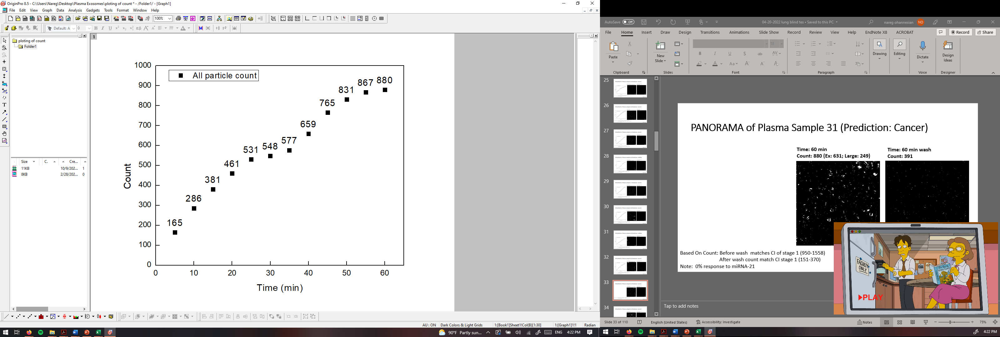 OriginPro 8.5 - C:\Users\Nareg\Desktop\Plasma Exosomes\ploting of count * - /Folder1/ - [Graph1]
File Edit View Graph Data Analysis Gadgets Tools Format Window Help
100%
Default: A 0 B I U
ploting of count
Folder1
Size C. Cre...
11KB 10/9/202... 1
8KB 2/28/202... 0
1
All particle count
1000
900
800
700
600
500
400
300
200
100
0
Count
165
286
381
461
531
548
577
659
765
831
867
880
0 10 20 30 40 50 60
Time (min)
AU : ON Dark Colors & Light Grids 1:[Book1]Sheet1!Col(B)[1:30] 1:[Graph1]1!1 Radian
90°F Partly sun... ENG 4:22 PM
AutoSave Off 04-20-2022 lung blind tes • Saved to this PC nareg ohannesian NO
File Home Insert Draw Design Transitions Animations Slide Show Record Review View Help EndNote X8 ACROBAT Record Share
Paste
New Slide
18
B I U S ab AV
Aa A A
Drawing
Editing
Dictate
Design Ideas
Clipboard Slides Font Paragraph Voice Designer
25
26
27
28
29
30
31
32
33
34
PANORAMA of Plasma Sample 31 (Prediction: Cancer)
Time: 60 min
Count: 880 (Ex: 631; Large: 249)
Time: 60 min wash
Count: 391
Based On Count: Before wash matches CI of stage 1 (950-1558)
After wash count match CI stage 1 (151-370)
Note: 0% response to miRNA-21
FACULTY ONLY
TO SIR, WITH LOVE
PLAY
Tap to add notes
Slide 33 of 110 English (United States) Accessibility: Investigate Notes 75%
4:22 PM